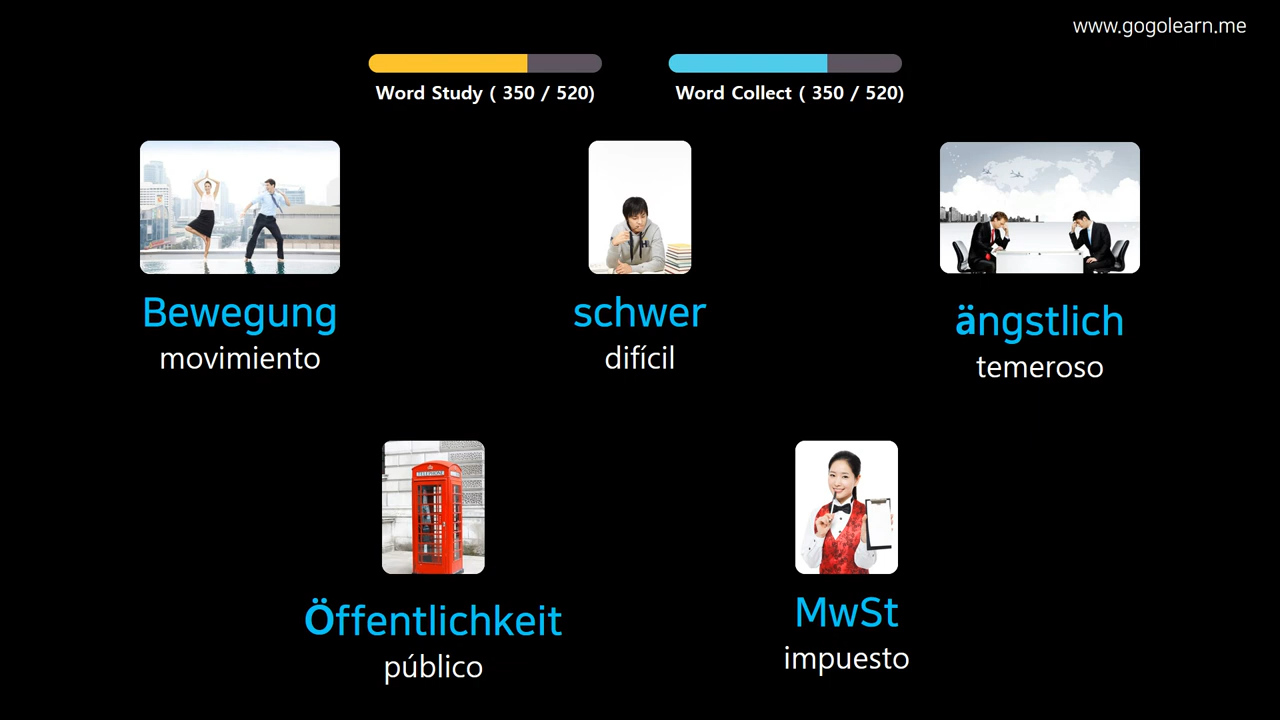 www.gogolearn.me
Word Study ( 350 / 520)
Word Collect ( 350 / 520)
Bewegung
movimiento
schwer
difícil
ängstlich
temeroso
TELEPHONE
Öffentlichkeit
público
MwSt
impuesto